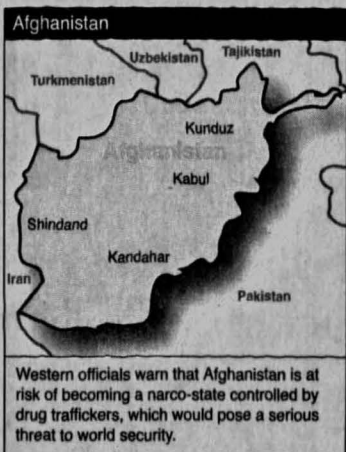 Afghanistan
Uzbekistan
Tajikistan
Turkmenistan
Kunduz
Afghanistan
Kabul
Shindand
Kandahar
Iran
Pakistan
Western officials warn that Afghanistan is at
risk of becoming a narco-state controlled by
drug traffickers, which would pose a serious
threat to world security.